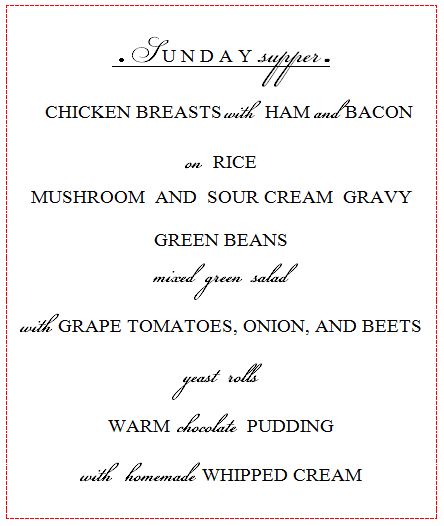 . SUNDAY supper .
CHICKEN BREASTS with HAM and BACON
on RICE
MUSHROOM AND SOUR CREAM GRAVY
GREEN BEANS
mixed green salad
with GRAPE TOMATOES, ONION, AND BEETS
yeast rolls
WARM chocolate PUDDING
with homemade WHIPPED CREAM